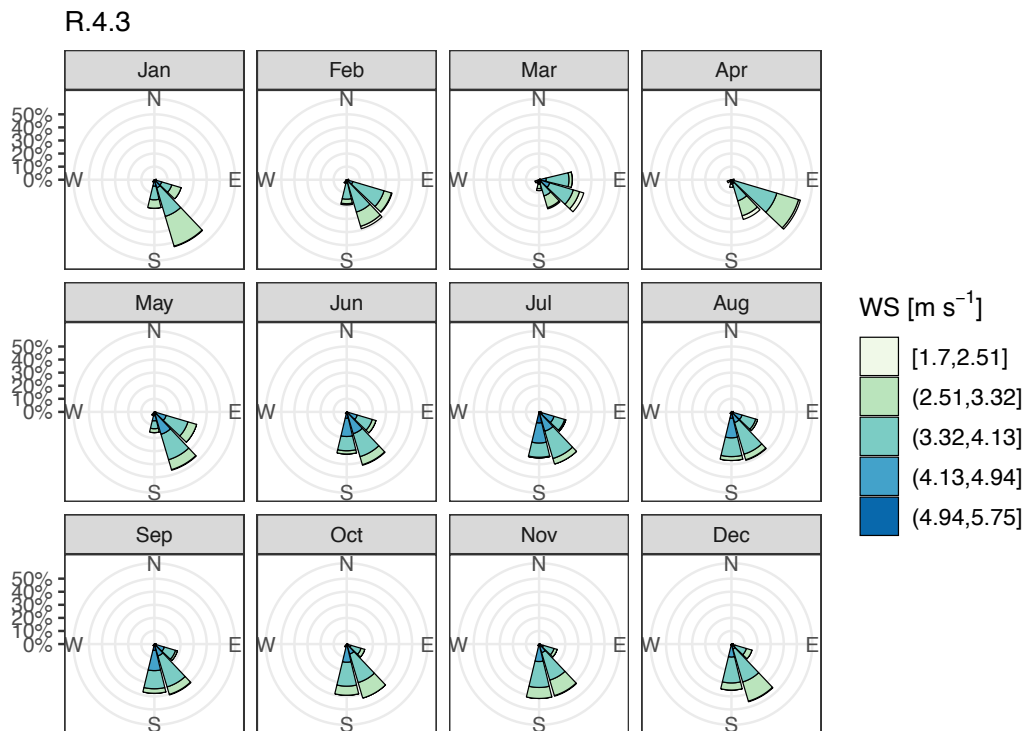 R.4.3
Jan Feb Mar Apr
N N N N
50%
40%
30%
20%
10%
0% W E
S S S S
May Jun Jul Aug
N N N N
50%
40%
30%
20%
10%
0% W E
S S S S
Sep Oct Nov Dec
N N N N
50%
40%
30%
20%
10%
0% W E
S S S S
WS [m s⁻¹]
[1.7,2.51]
(2.51,3.32]
(3.32,4.13]
(4.13,4.94]
(4.94,5.75]